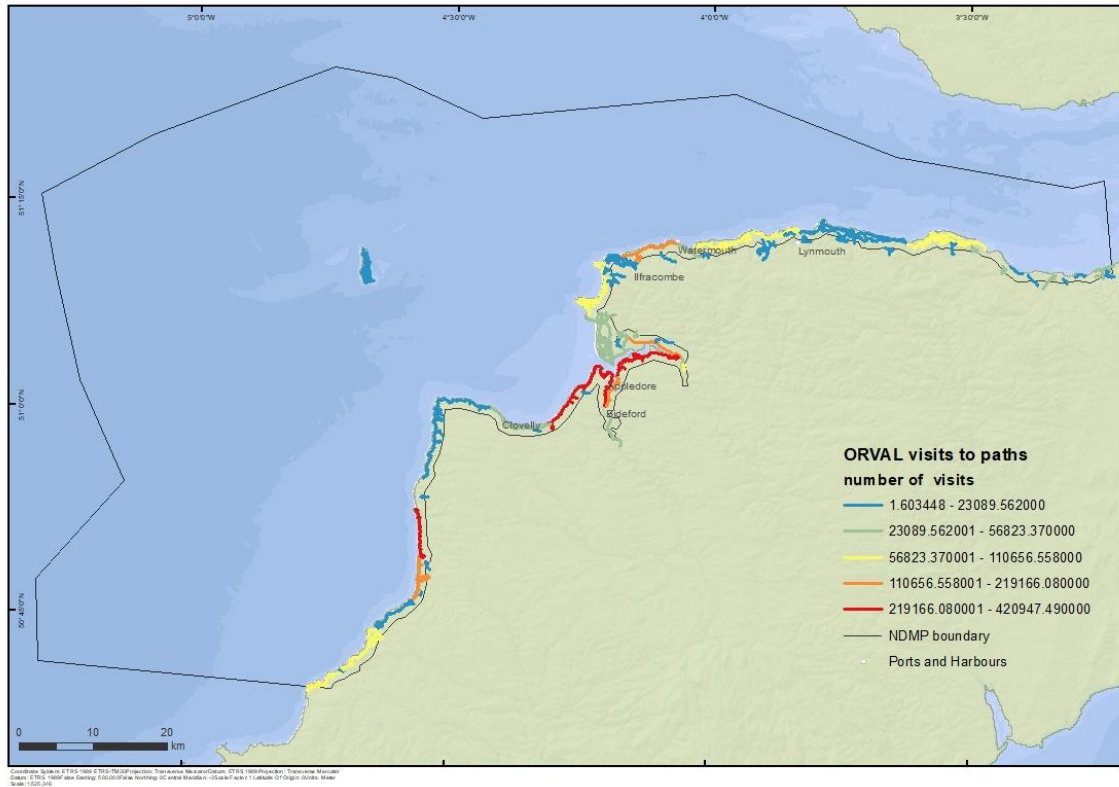 5°0'0"W 4°30'0"W 4°0'0"W 3°30'0"W
51°15'0"N
51°0'0"N
50°45'0"N
Watermouth
Lynmouth
Ilfracombe
Appledore
Bideford
Clovelly
ORVAL visits to paths
number of visits
1.603448 - 23089.562000
23089.562001 - 56823.370000
56823.370001 - 110656.558000
110656.558001 - 219166.080000
219166.080001 - 420947.490000
NDMP boundary
Ports and Harbours
0 10 20
km